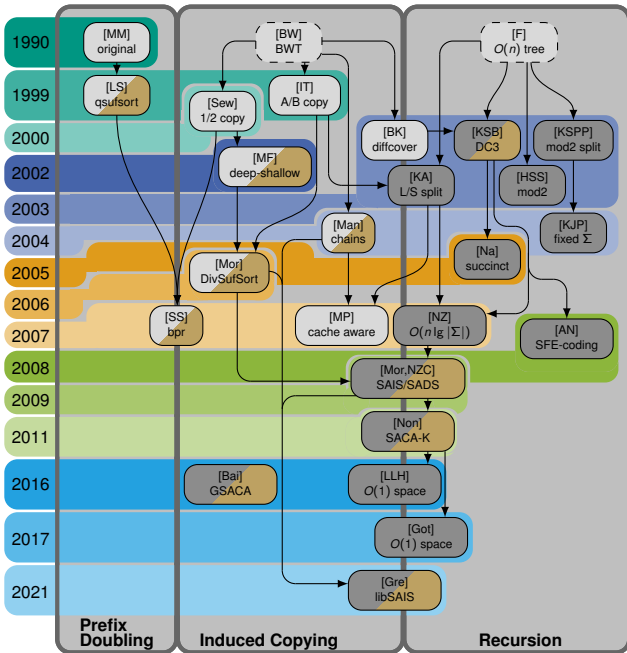 1990
[MM]
original
[BW]
BWT
[F]
O(n) tree
1999
[LS]
qsufsort
[Sew]
1/2 copy
[IT]
A/B copy
2000
[BK]
diffcover
[KSB]
DC3
[KSPP]
mod2 split
2002
[MF]
deep-shallow
[KA]
L/S split
[HSS]
mod2
2003
2004
[Man]
chains
[KJP]
fixed Σ
2005
[Mor]
DivSufSort
[Na]
succinct
2006
2007
[SS]
bpr
[MP]
cache aware
[NZ]
O(n lg |Σ|)
[AN]
SFE-coding
2008
[Mor,NZC]
SAIS/SADS
2009
2011
[Non]
SACA-K
2016
[Bai]
GSACA
[LLH]
O(1) space
2017
[Got]
O(1) space
2021
[Gre]
libSAIS
Prefix
Doubling
Induced Copying
Recursion